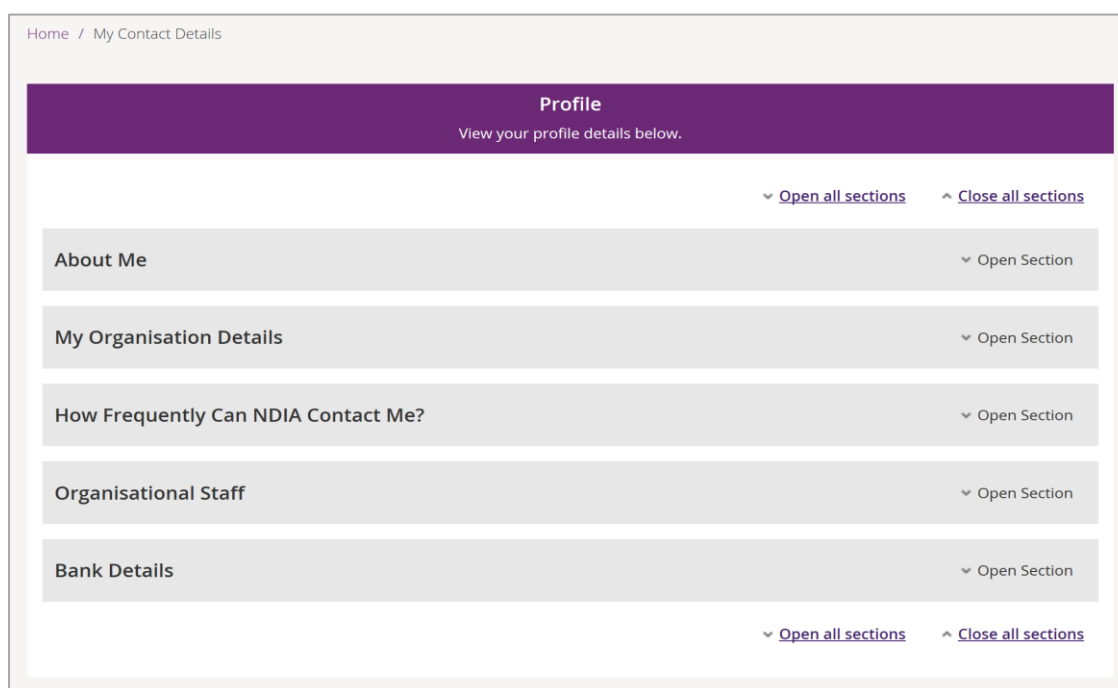 Home / My Contact Details
Profile
View your profile details below.
Open all sections Close all sections
About Me Open Section
My Organisation Details Open Section
How Frequently Can NDIA Contact Me? Open Section
Organisational Staff Open Section
Bank Details Open Section
Open all sections Close all sections